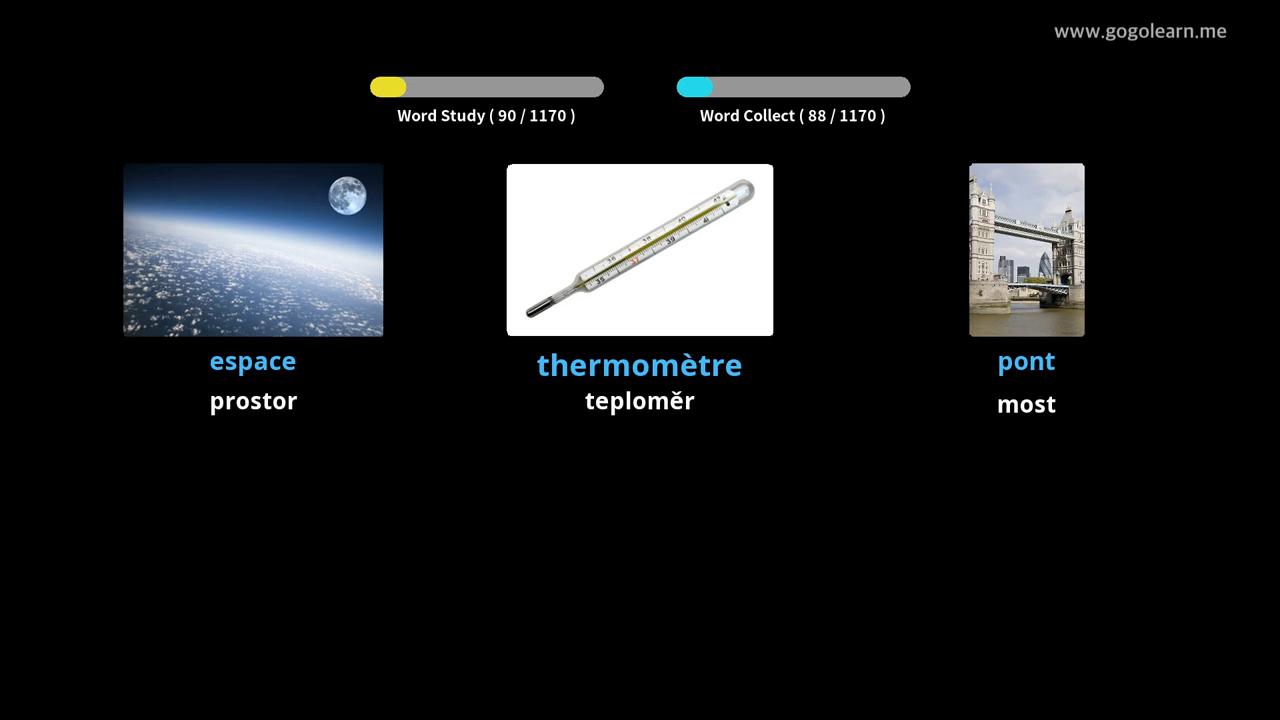 www.gogolearn.me
Word Study ( 90 / 1170 )
Word Collect ( 88 / 1170 )
espace
thermomètre
pont
prostor
teploměr
most